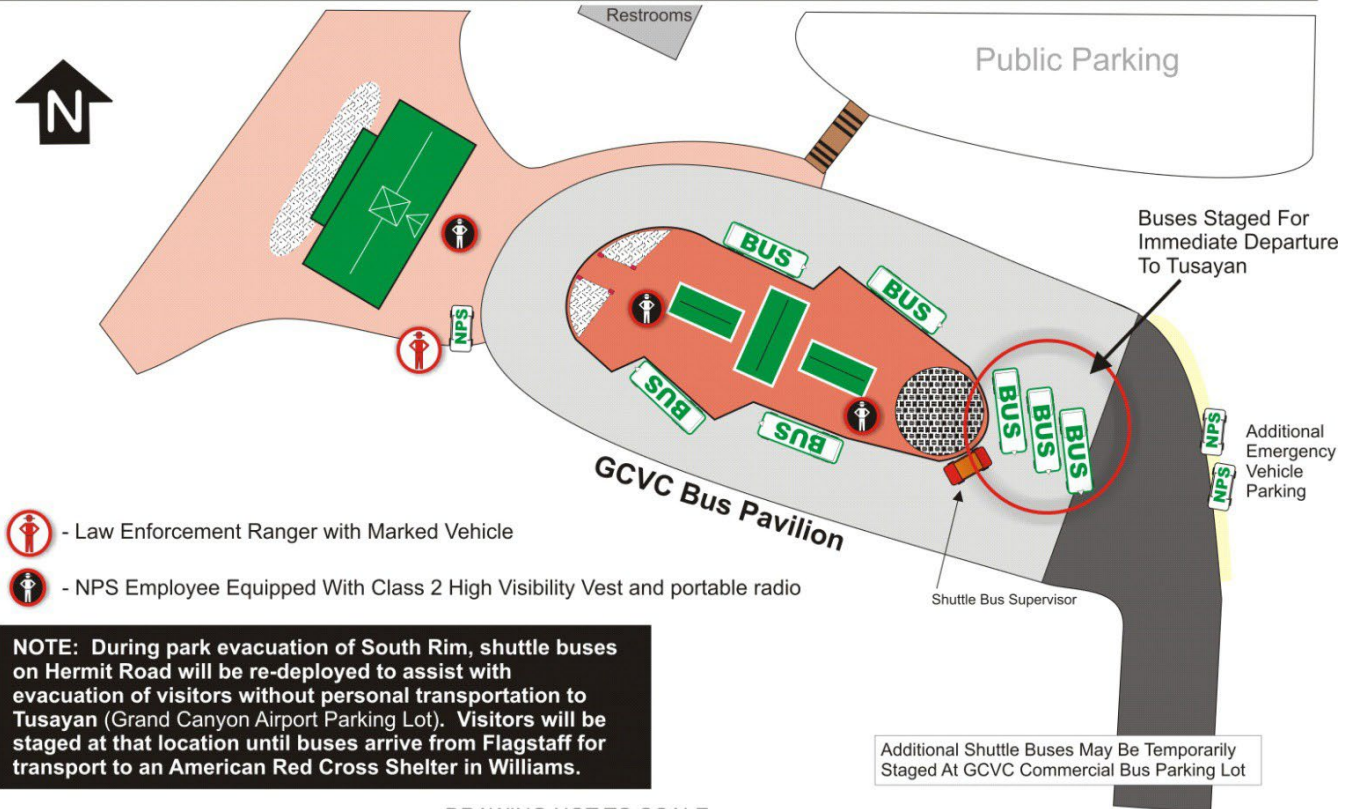 Restrooms
Public Parking
N
Buses Staged For
Immediate Departure
To Tusayan
BUS
BUS
NPS
BUS
BUS
BUS
BUS
BUS
NPS
NPS
Additional
Emergency
Vehicle
Parking
GCVC Bus Pavilion
Shuttle Bus Supervisor
- Law Enforcement Ranger with Marked Vehicle
- NPS Employee Equipped With Class 2 High Visibility Vest and portable radio
NOTE: During park evacuation of South Rim, shuttle buses
on Hermit Road will be re-deployed to assist with
evacuation of visitors without personal transportation to
Tusayan (Grand Canyon Airport Parking Lot). Visitors will be
staged at that location until buses arrive from Flagstaff for
transport to an American Red Cross Shelter in Williams.
Additional Shuttle Buses May Be Temporarily
Staged At GCVC Commercial Bus Parking Lot
DRAWING NOT TO SCALE